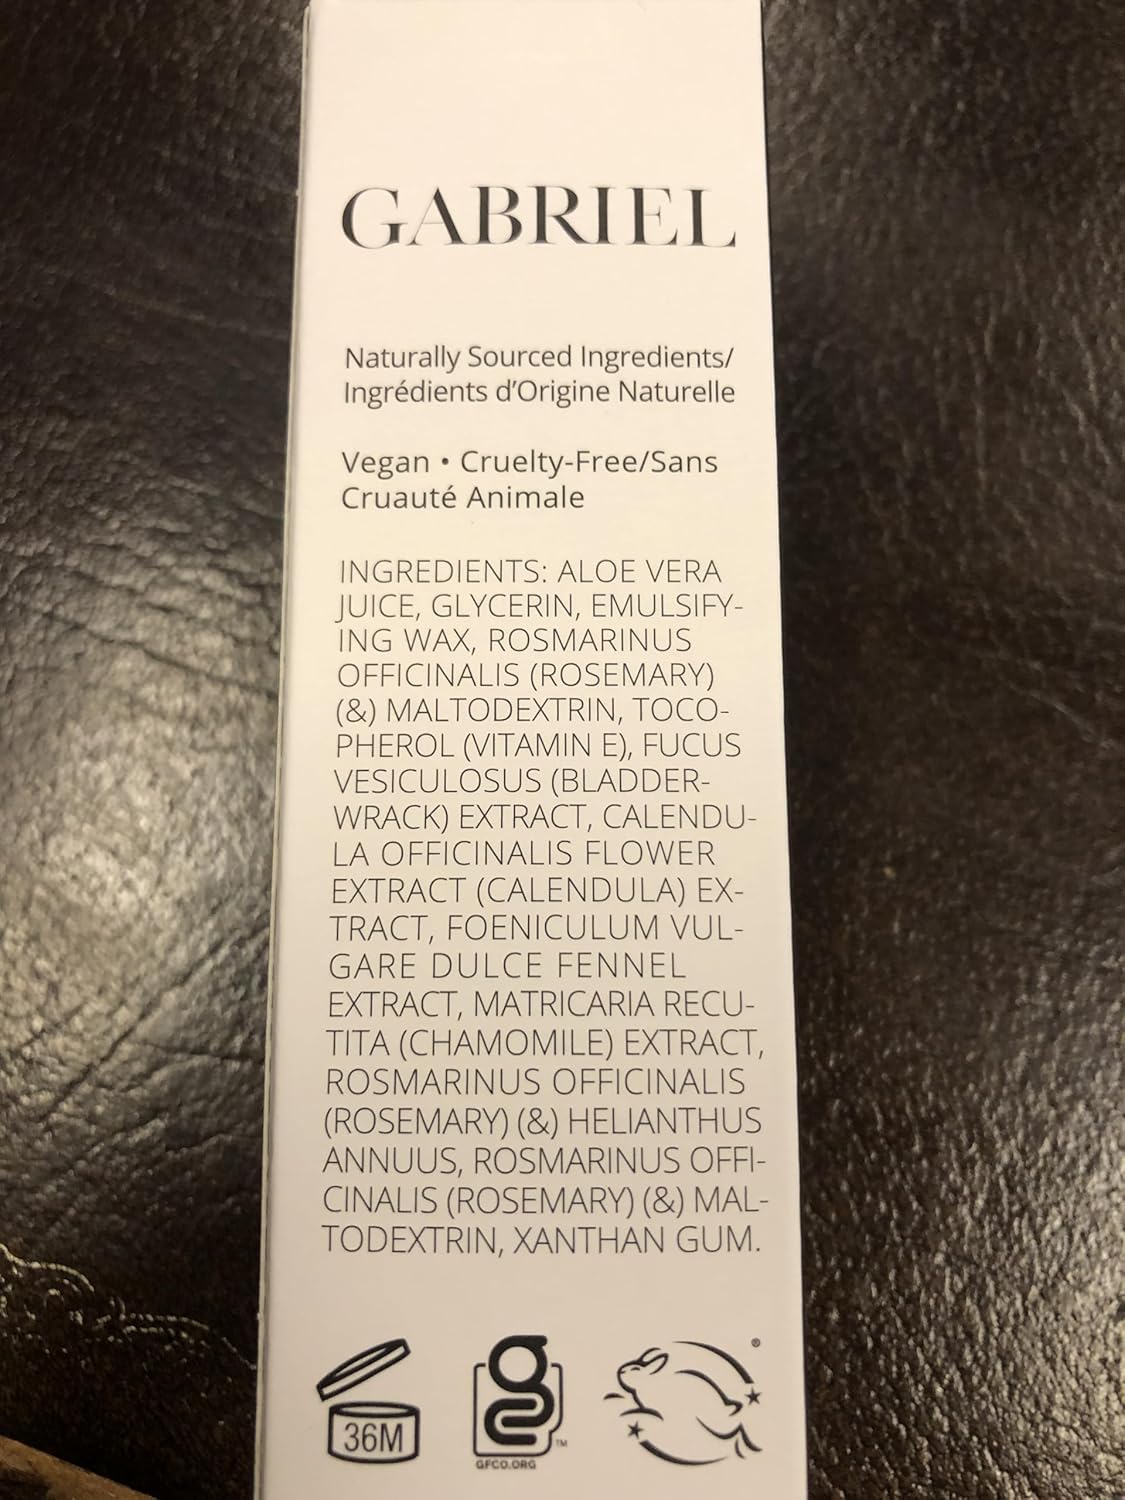 GABRIEL
Naturally Sourced Ingredients/
Ingrédients d’Origine Naturelle
Vegan • Cruelty-Free/Sans
Cruauté Animale
INGREDIENTS: ALOE VERA
JUICE, GLYCERIN, EMULSIFY-
ING WAX, ROSMARINUS
OFFICINALIS (ROSEMARY)
(&) MALTODEXTRIN, TOCO-
PHEROL (VITAMIN E), FUCUS
VESICULOSUS (BLADDER-
WRACK) EXTRACT, CALENDU-
LA OFFICINALIS FLOWER
EXTRACT (CALENDULA) EX-
TRACT, FOENICULUM VUL-
GARE DULCE FENNEL
EXTRACT, MATRICARIA RECU-
TITA (CHAMOMILE) EXTRACT,
ROSMARINUS OFFICINALIS
(ROSEMARY) (&) HELIANTHUS
ANNUUS, ROSMARINUS OFFI-
CINALIS (ROSEMARY) (&) MAL-
TODEXTRIN, XANTHAN GUM.
36M
g TM
GFCO.ORG
®